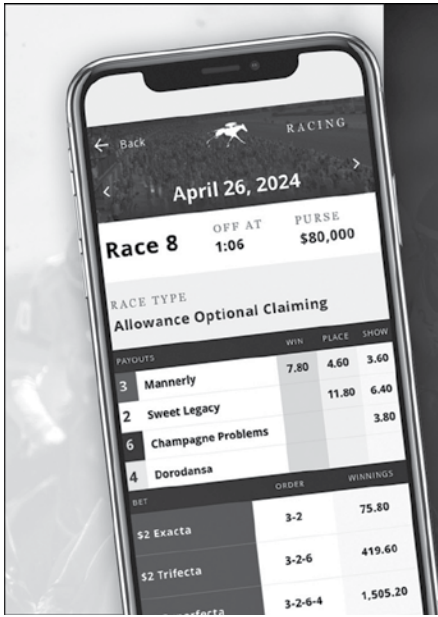 Back
RACING
April 26, 2024
Race 8
OFF AT
1:06
PURSE
$80,000
RACE TYPE
Allowance Optional Claiming
PAYOUTS WIN PLACE SHOW
3 Mannerly 7.80 4.60 3.60
2 Sweet Legacy 11.80 6.40
6 Champagne Problems 3.80
4 Dorodansa
BET ORDER WINNINGS
$2 Exacta 3-2 75.80
$2 Trifecta 3-2-6 419.60
3-2-6-4 1,505.20